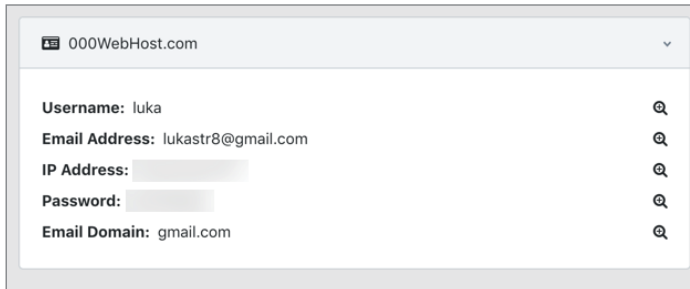 000WebHost.com
Username: luka
Email Address: lukastr8@gmail.com
IP Address:
Password:
Email Domain: gmail.com